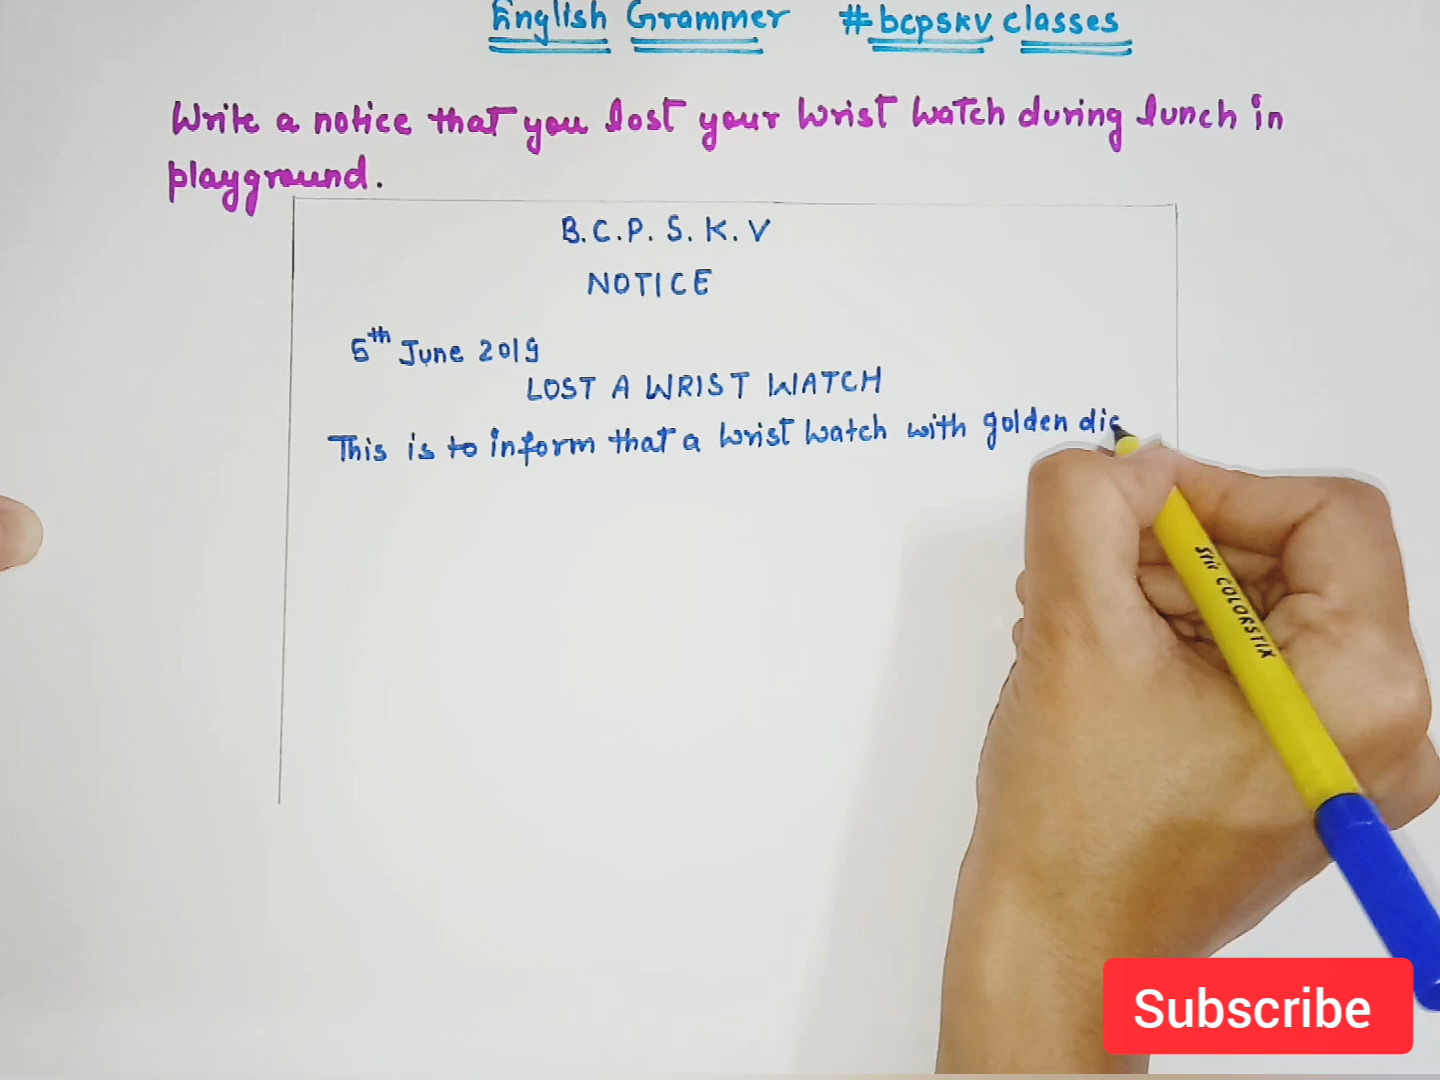 English Grammer #bcpskv classes
Write a notice that you lost your wrist watch during lunch in
playground.
B.C.P.S.K.V
NOTICE
5th June 2019
LOST A WRIST WATCH
This is to inform that a wrist watch with golden
Stic COLORSTIX
Subscribe